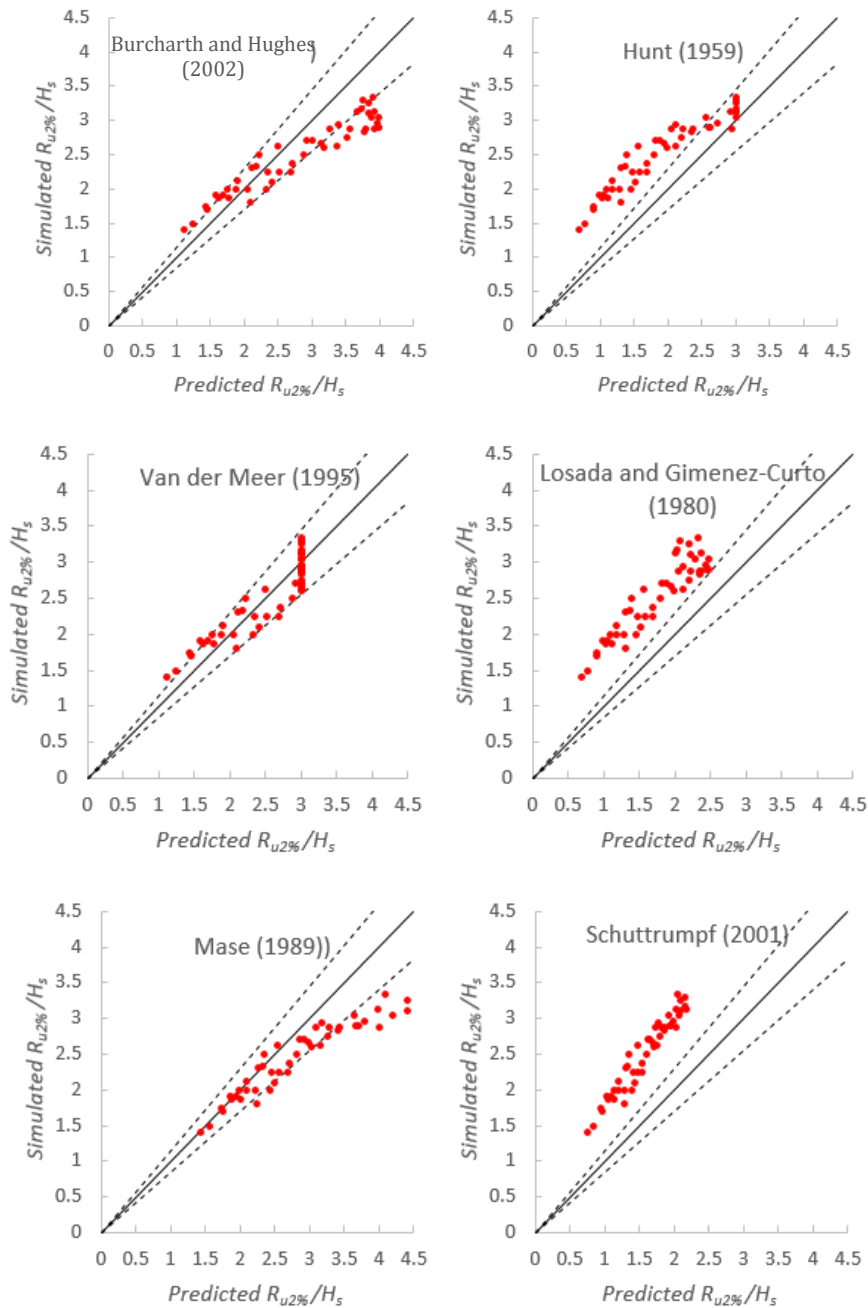 Burcharth and Hughes )
(2002)
Simulated Ru2%/Hs
4.5
4
3.5
3
2.5
2
1.5
1
0.5
0
0 0.5 1 1.5 2 2.5 3 3.5 4 4.5
Predicted Ru2%/Hs
Hunt (1959)
Simulated Ru2%/Hs
4.5
4
3.5
3
2.5
2
1.5
1
0.5
0
0 0.5 1 1.5 2 2.5 3 3.5 4 4.5
Predicted Ru2%/Hs
Van der Meer (1995)
Simulated Ru2%/Hs
4.5
4
3.5
3
2.5
2
1.5
1
0.5
0
0 0.5 1 1.5 2 2.5 3 3.5 4 4.5
Predicted Ru2%/Hs
Losada and Gimenez-Curto
(1980)
Simulated Ru2%/Hs
4.5
4
3.5
3
2.5
2
1.5
1
0.5
0
0 0.5 1 1.5 2 2.5 3 3.5 4 4.5
Predicted Ru2%/Hs
Mase (1989))
Simulated Ru2%/Hs
4.5
4
3.5
3
2.5
2
1.5
1
0.5
0
0 0.5 1 1.5 2 2.5 3 3.5 4 4.5
Predicted Ru2%/Hs
Schuttrumpf (2001)
Simulated Ru2%/Hs
4.5
4
3.5
3
2.5
2
1.5
1
0.5
0
0 0.5 1 1.5 2 2.5 3 3.5 4 4.5
Predicted Ru2%/Hs